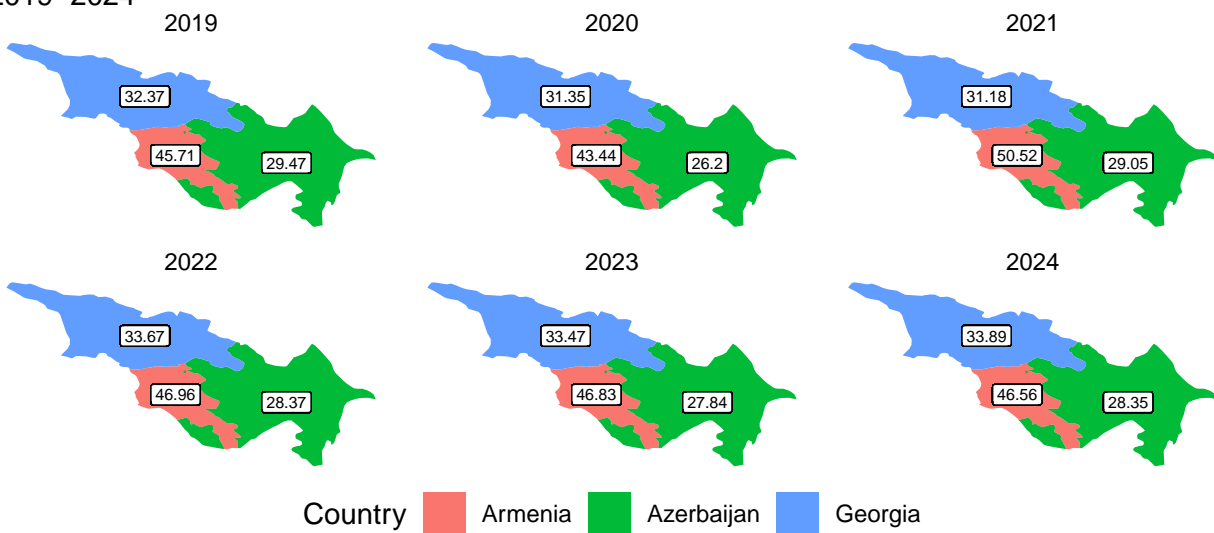 2019 2020 2021
32.37 31.35 31.18
45.71 29.47 43.44 26.2 50.52 29.05
2022 2023 2024
33.67 33.47 33.89
46.96 28.37 46.83 27.84 46.56 28.35
Country Armenia Azerbaijan Georgia